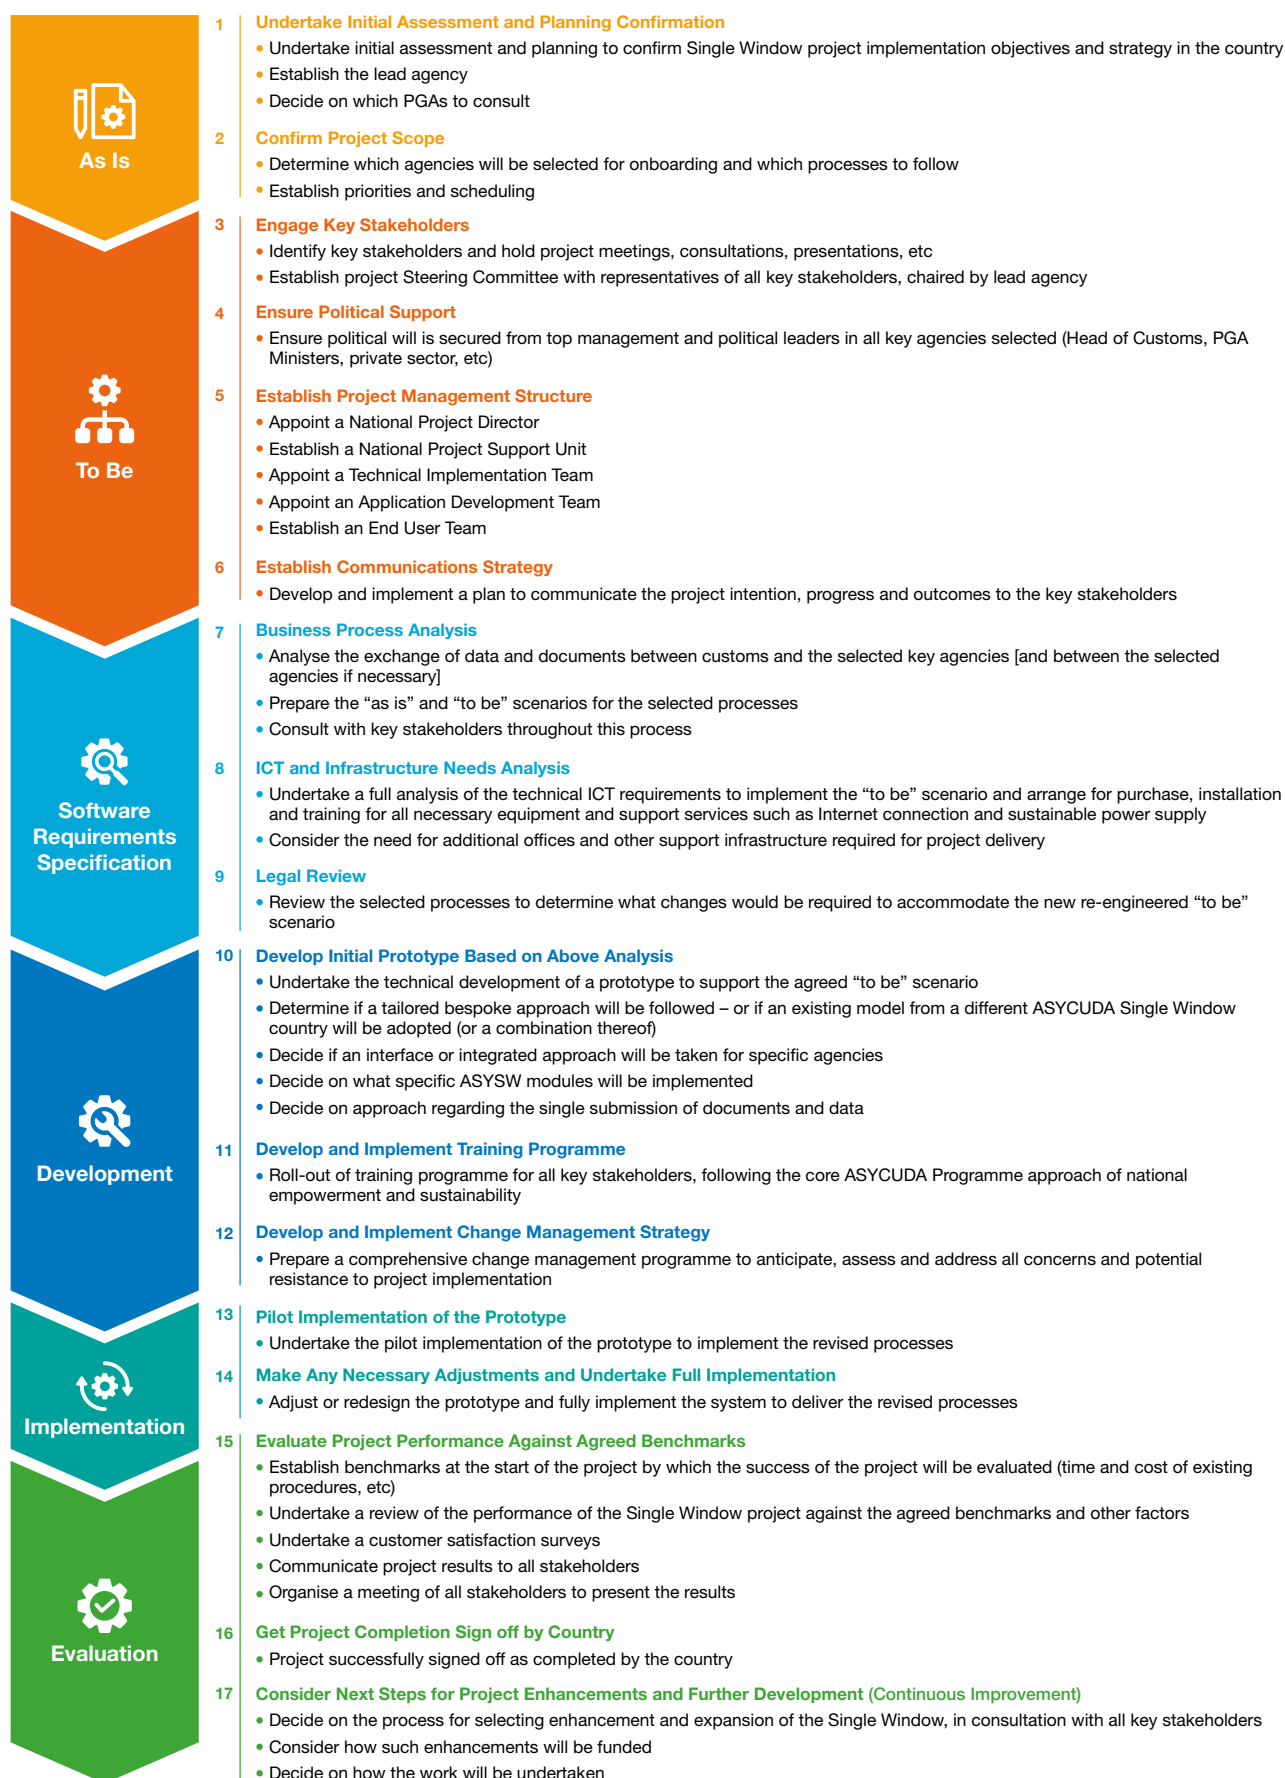 As Is
1 Undertake Initial Assessment and Planning Confirmation
• Undertake initial assessment and planning to confirm Single Window project implementation objectives and strategy in the country
• Establish the lead agency
• Decide on which PGAs to consult
2 Confirm Project Scope
• Determine which agencies will be selected for onboarding and which processes to follow
• Establish priorities and scheduling
To Be
3 Engage Key Stakeholders
• Identify key stakeholders and hold project meetings, consultations, presentations, etc
• Establish project Steering Committee with representatives of all key stakeholders, chaired by lead agency
4 Ensure Political Support
• Ensure political will is secured from top management and political leaders in all key agencies selected (Head of Customs, PGA
Ministers, private sector, etc)
5 Establish Project Management Structure
• Appoint a National Project Director
• Establish a National Project Support Unit
• Appoint a Technical Implementation Team
• Appoint an Application Development Team
• Establish an End User Team
6 Establish Communications Strategy
• Develop and implement a plan to communicate the project intention, progress and outcomes to the key stakeholders
Software
Requirements
Specification
7 Business Process Analysis
• Analyse the exchange of data and documents between customs and the selected key agencies [and between the selected
agencies if necessary]
• Prepare the “as is” and “to be” scenarios for the selected processes
• Consult with key stakeholders throughout this process
8 ICT and Infrastructure Needs Analysis
• Undertake a full analysis of the technical ICT requirements to implement the “to be” scenario and arrange for purchase, installation
and training for all necessary equipment and support services such as Internet connection and sustainable power supply
• Consider the need for additional offices and other support infrastructure required for project delivery
9 Legal Review
• Review the selected processes to determine what changes would be required to accommodate the new re-engineered “to be”
scenario
Development
10 Develop Initial Prototype Based on Above Analysis
• Undertake the technical development of a prototype to support the agreed “to be” scenario
• Determine if a tailored bespoke approach will be followed – or if an existing model from a different ASYCUDA Single Window
country will be adopted (or a combination thereof)
• Decide if an interface or integrated approach will be taken for specific agencies
• Decide on what specific ASYSW modules will be implemented
• Decide on approach regarding the single submission of documents and data
11 Develop and Implement Training Programme
• Roll-out of training programme for all key stakeholders, following the core ASYCUDA Programme approach of national
empowerment and sustainability
12 Develop and Implement Change Management Strategy
• Prepare a comprehensive change management programme to anticipate, assess and address all concerns and potential
resistance to project implementation
Implementation
13 Pilot Implementation of the Prototype
• Undertake the pilot implementation of the prototype to implement the revised processes
14 Make Any Necessary Adjustments and Undertake Full Implementation
• Adjust or redesign the prototype and fully implement the system to deliver the revised processes
Evaluation
15 Evaluate Project Performance Against Agreed Benchmarks
• Establish benchmarks at the start of the project by which the success of the project will be evaluated (time and cost of existing
procedures, etc)
• Undertake a review of the performance of the Single Window project against the agreed benchmarks and other factors
• Undertake a customer satisfaction surveys
• Communicate project results to all stakeholders
• Organise a meeting of all stakeholders to present the results
16 Get Project Completion Sign off by Country
• Project successfully signed off as completed by the country
17 Consider Next Steps for Project Enhancements and Further Development (Continuous Improvement)
• Decide on the process for selecting enhancement and expansion of the Single Window, in consultation with all key stakeholders
• Consider how such enhancements will be funded
• Decide on how the work will be undertaken